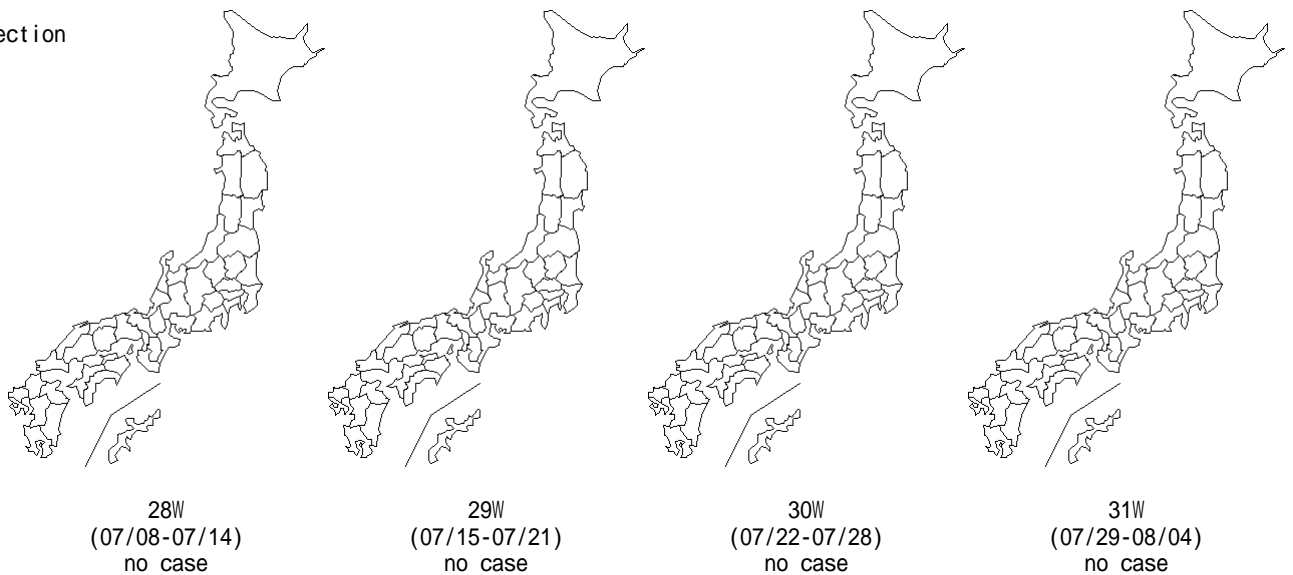 ection
28W
(07/08-07/14)
no case
29W
(07/15-07/21)
no case
30W
(07/22-07/28)
no case
31W
(07/29-08/04)
no case